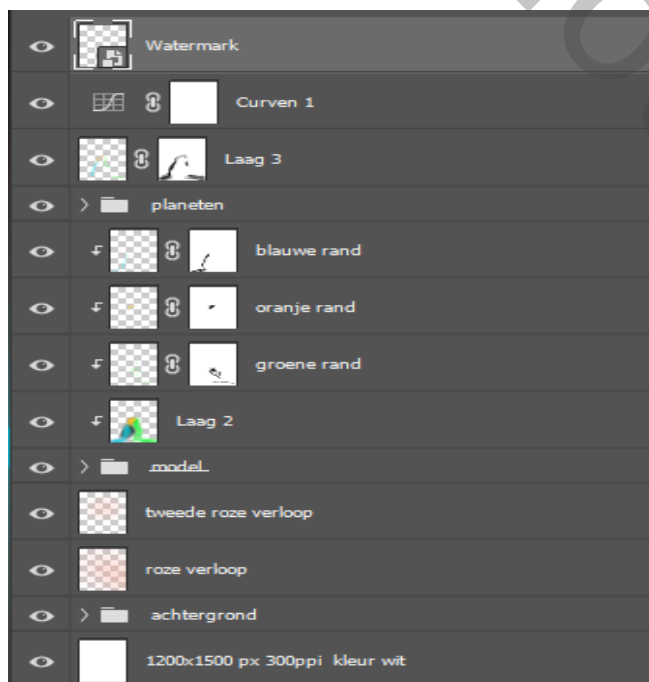 Watermark
Curven 1
Laag 3
planeten
blauwe rand
oranje rand
groene rand
Laag 2
model
tweede roze verloop
roze verloop
achtergrond
1200x1500 px 300ppi kleur wit